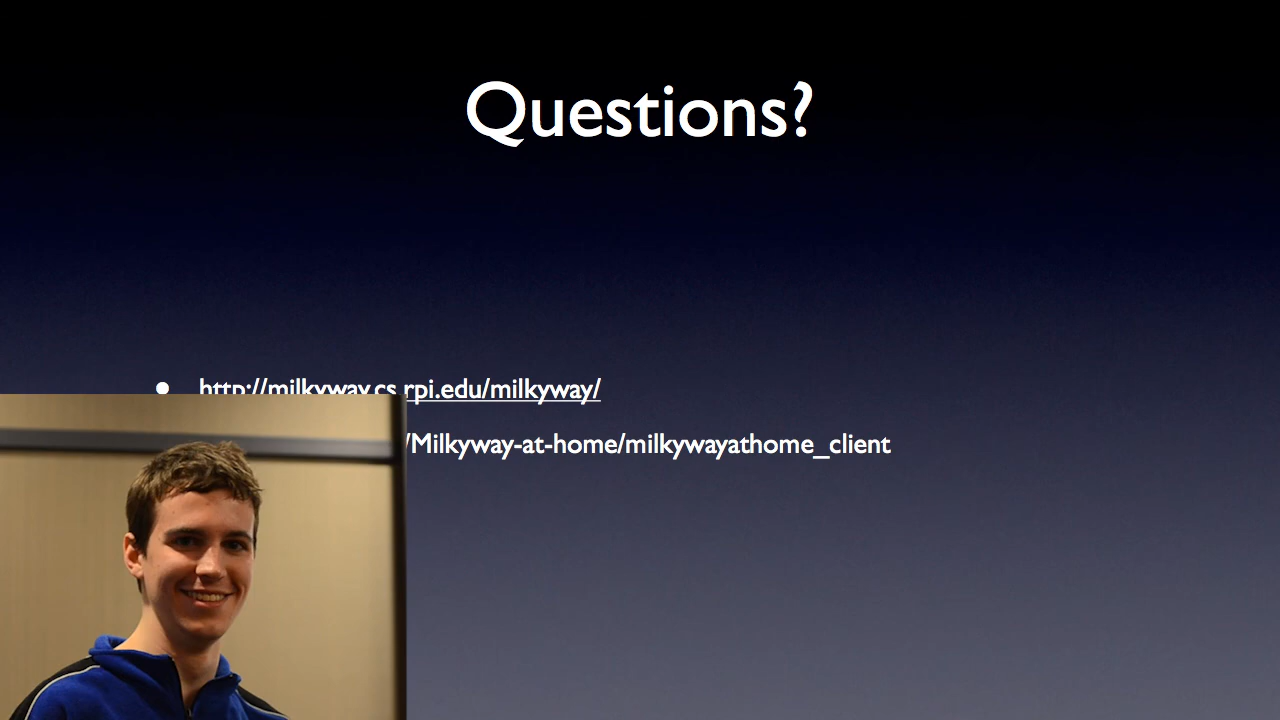 Questions?
• http://milkyway.cs.rpi.edu/milkyway/
/Milkyway-at-home/milkywayathome_client